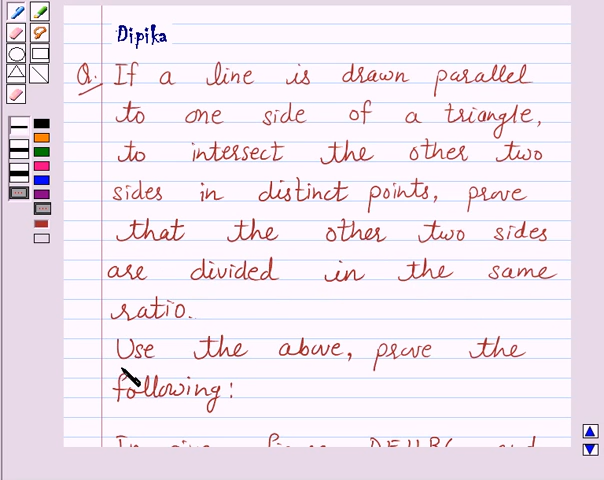 Dipika
Q. If a line is drawn parallel
to one side of a triangle,
to intersect the other two
sides in distinct points, prove
that the other two sides
are divided in the same
ratio.
Use the above, prove the
following: